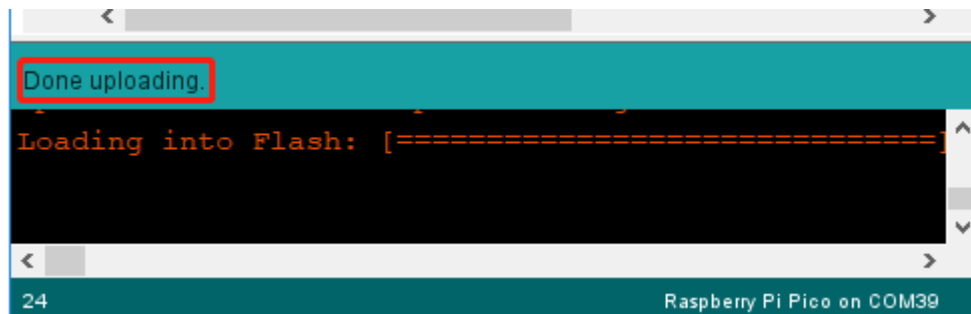 Done uploading.
Loading into Flash: [==============================]
24
Raspberry Pi Pico on COM39